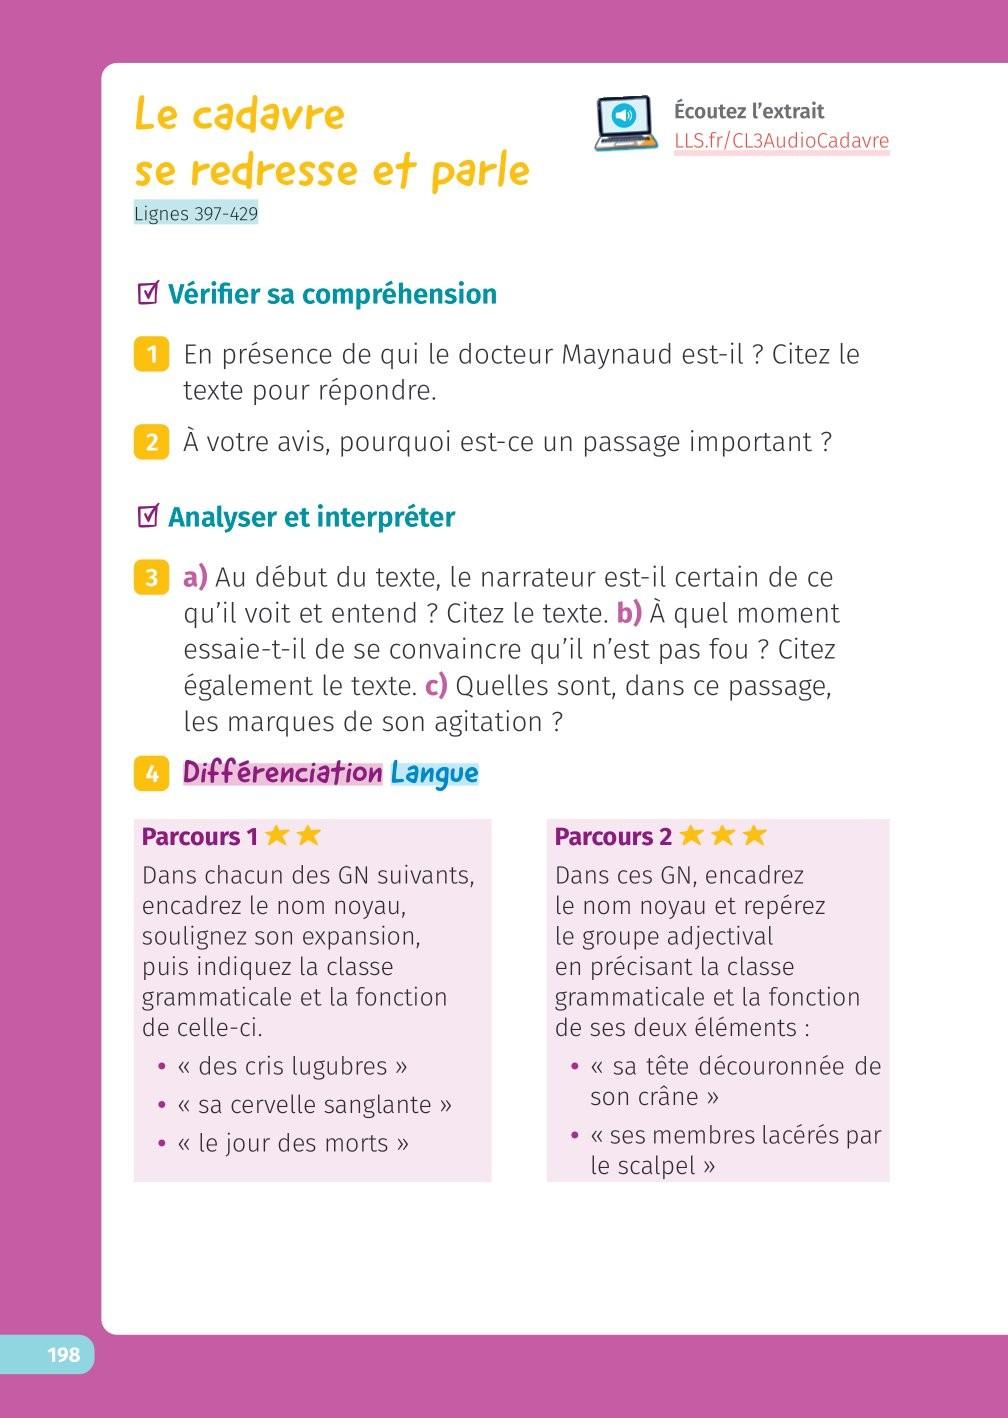 Le cadavre
se redresse et parle
Écoutez l'extrait
LLS.fr/CL3AudioCadavre
Lignes 397-429
Vérifier sa compréhension
1 En présence de qui le docteur Maynaud est-il ? Citez le
texte pour répondre.
2 À votre avis, pourquoi est-ce un passage important ?
Analyser et interpréter
3 a) Au début du texte, le narrateur est-il certain de ce
qu'il voit et entend ? Citez le texte. b) À quel moment
essaie-t-il de se convaincre qu'il n'est pas fou ? Citez
également le texte. c) Quelles sont, dans ce passage,
les marques de son agitation ?
4 Différenciation Langue
Parcours 1
Dans chacun des GN suivants,
encadrez le nom noyau,
soulignez son expansion,
puis indiquez la classe
grammaticale et la fonction
de celle-ci.
• « des cris lugubres »
• « sa cervelle sanglante »
• « le jour des morts »
Parcours 2
Dans ces GN, encadrez
le nom noyau et repérez
le groupe adjectival
en précisant la classe
grammaticale et la fonction
de ses deux éléments :
• « sa tête découronnée de
son crâne »
• « ses membres lacérés par
le scalpel »
198